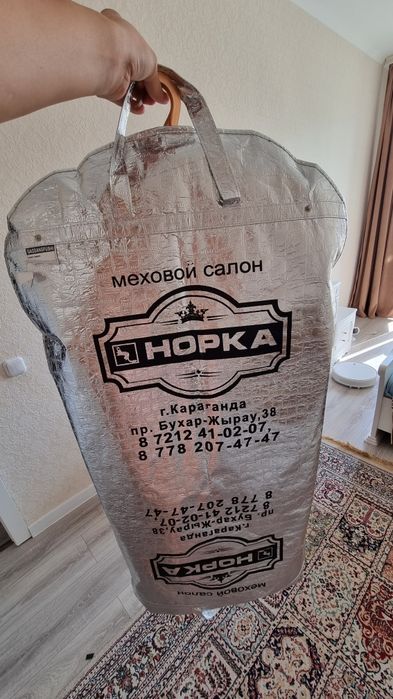 меховой салон
НОРКА
г.Караганда
пр. Бухар-Жырау,38
8 7212 41-02-07,
8 778 207-47-47
8 778 207-47-47
8 7212 41-02-07,
пр. Бухар-Жырау,38
г.Караганда
НОРКА
меховой салон